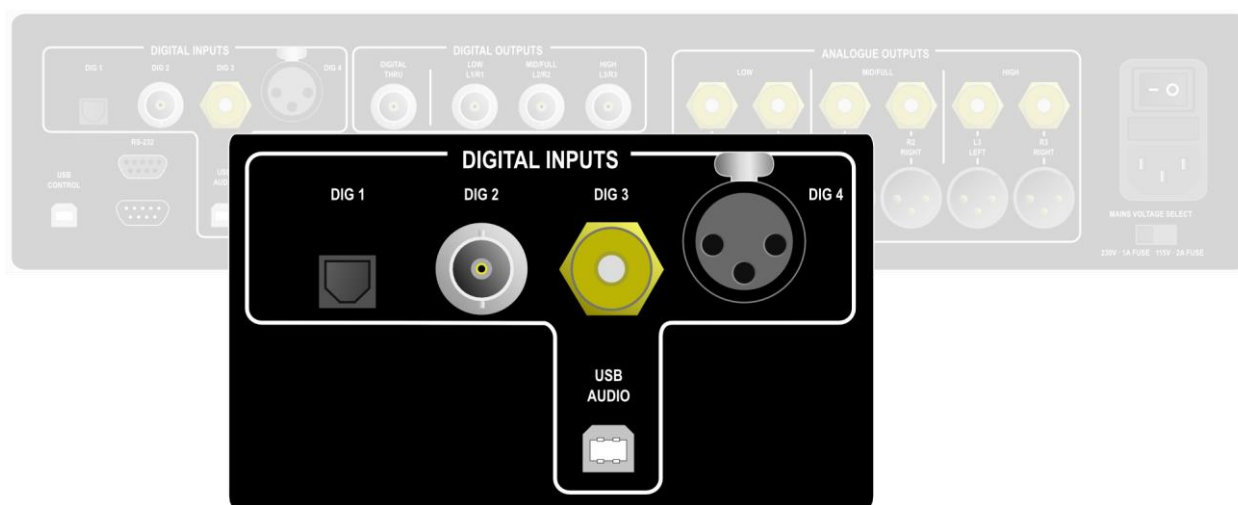 DIGITAL INPUTS
DIG 1
DIG 2
DIG 3
DIG 4
DIGITAL OUTPUTS
DIGITAL
THRU
LOW
L1/R1
MID/FULL
L2/R2
HIGH
L3/R3
ANALOGUE OUTPUTS
LOW
MID/FULL
HIGH
R2
RIGHT
L3
LEFT
R3
RIGHT
RS-232
USB
CONTROL
MAINS VOLTAGE SELECT
230V - 1A FUSE 115V - 2A FUSE
DIGITAL INPUTS
DIG 1
DIG 2
DIG 3
DIG 4
USB
AUDIO